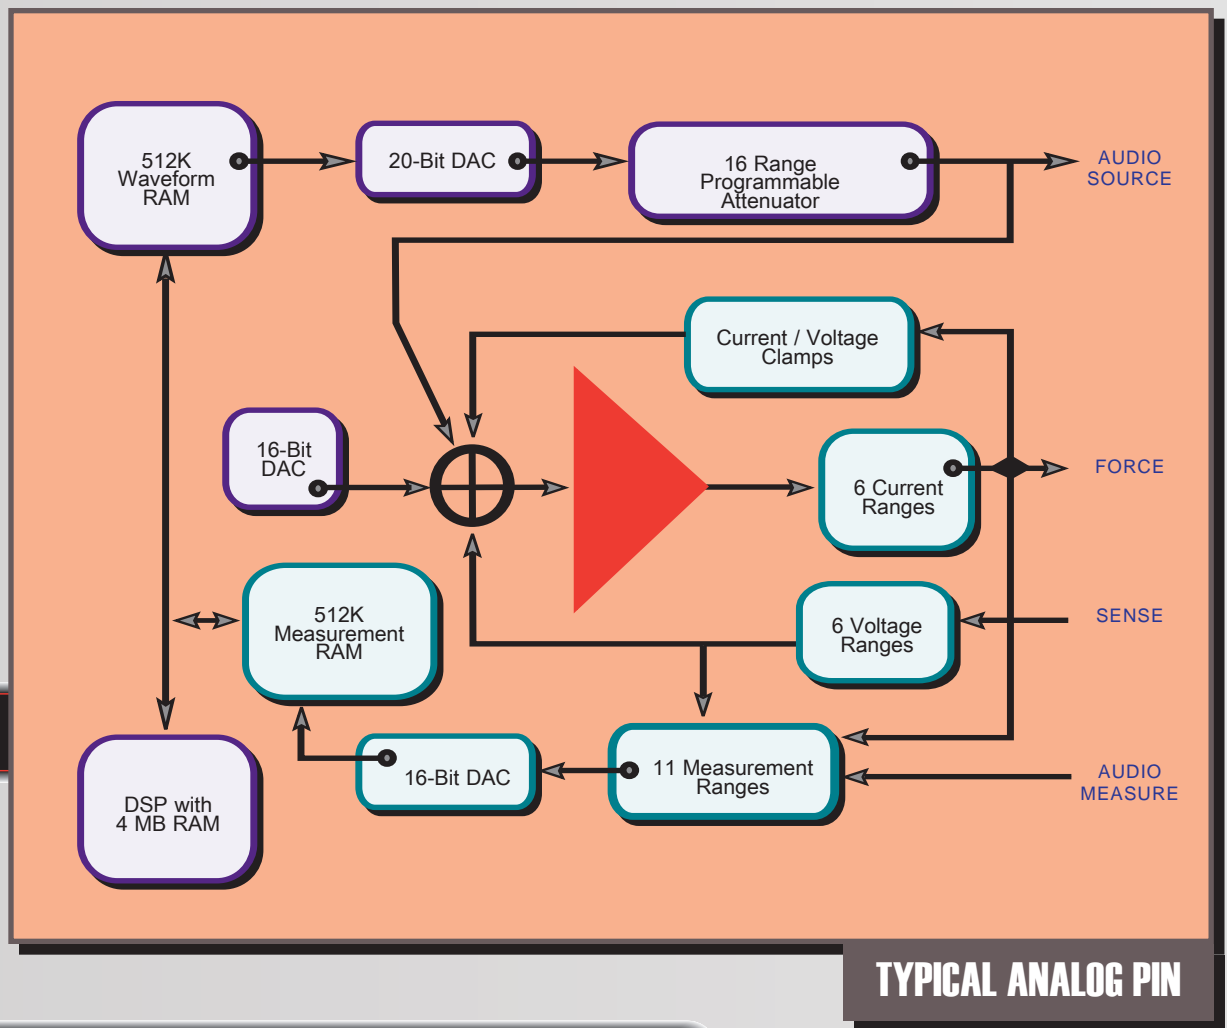 512K
Waveform
RAM
20-Bit DAC
16 Range
Programmable
Attenuator
AUDIO
SOURCE
Current / Voltage
Clamps
16-Bit
DAC
6 Current
Ranges
FORCE
512K
Measurement
RAM
6 Voltage
Ranges
SENSE
DSP with
4 MB RAM
16-Bit DAC
11 Measurement
Ranges
AUDIO
MEASURE
TYPICAL ANALOG PIN